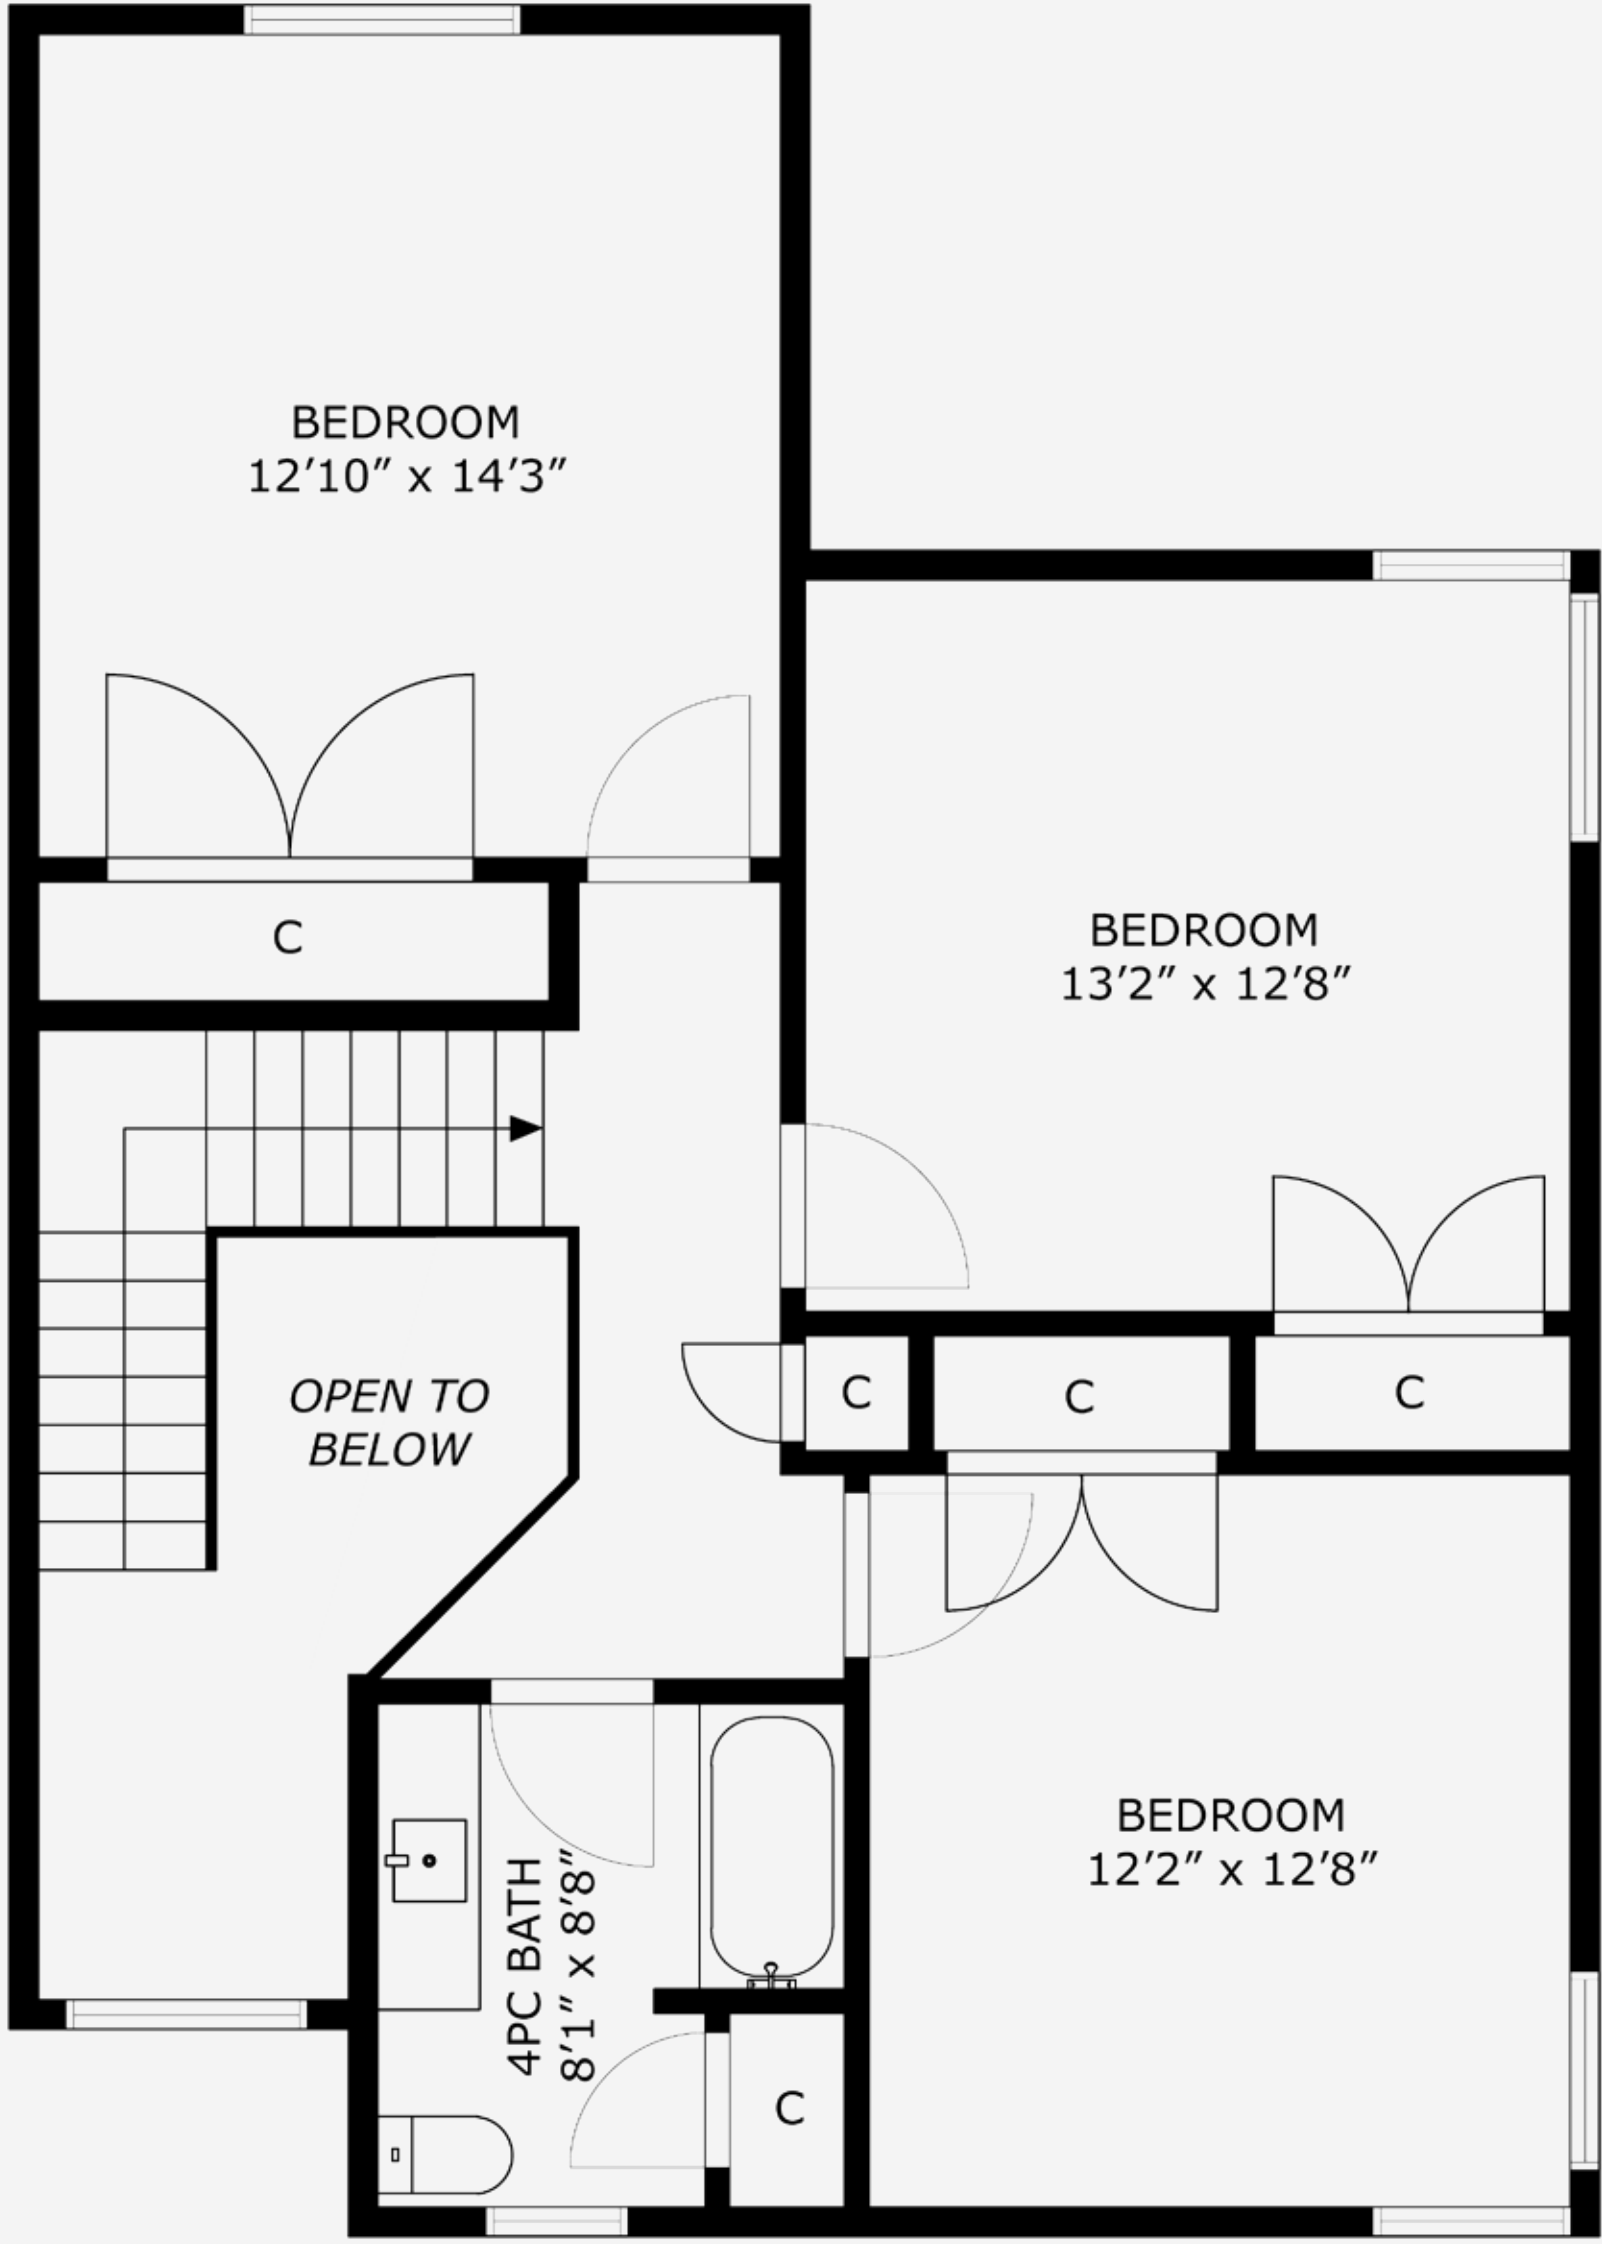 BEDROOM
12’10” x 14’3”
BEDROOM
13’2” x 12’8”
C
OPEN TO
BELOW
C
C
C
BEDROOM
12’2” x 12’8”
4PC BATH
8’1” x 8’8”
C